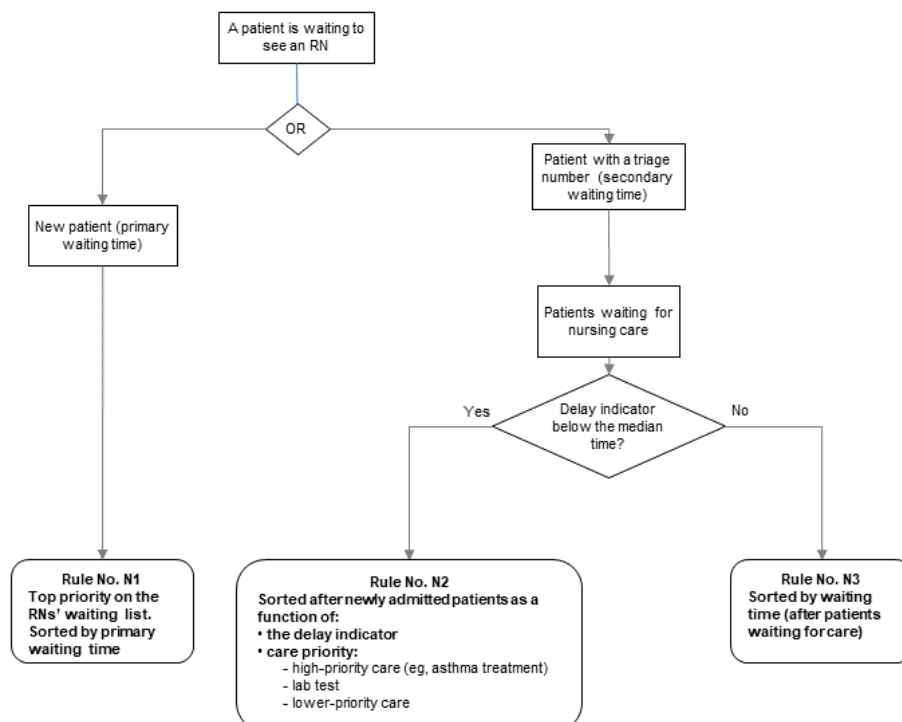 A patient is waiting to
see an RN
OR
Patient with a triage
number (secondary
waiting time)
New patient (primary
waiting time)
Patients waiting for
nursing care
Yes
Delay indicator
below the median
time?
No
Rule No. N1
Top priority on the
RNs' waiting list.
Sorted by primary
waiting time
Rule No. N2
Sorted after newly admitted patients as a
function of:
• the delay indicator
• care priority:
- high-priority care (eg, asthma treatment)
- lab test
- lower-priority care
Rule No. N3
Sorted by waiting
time (after patients
waiting for care)